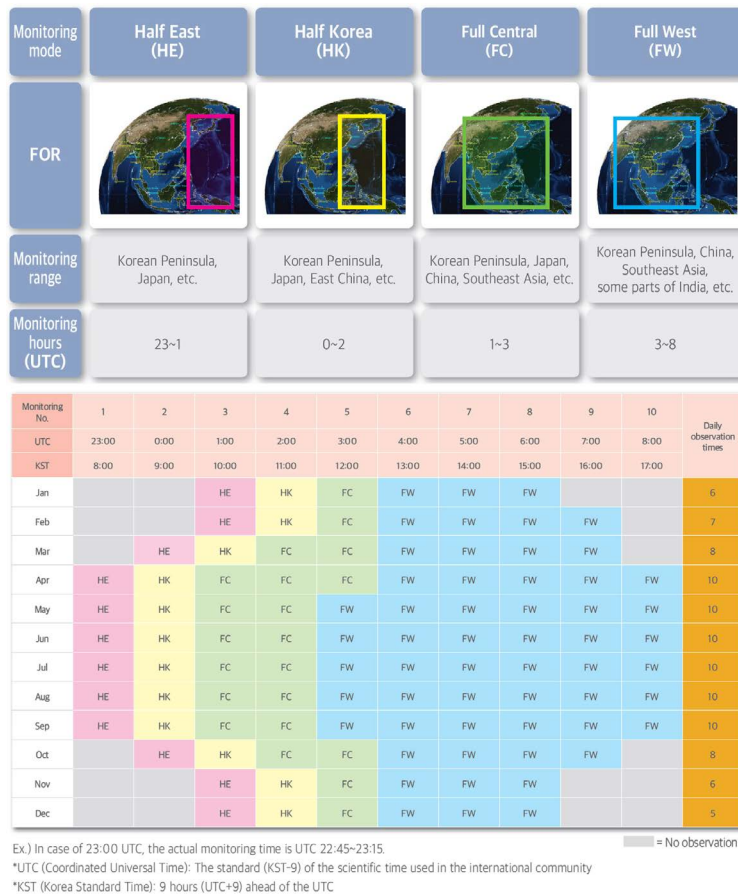 Monitoring mode
Half East (HE)
Half Korea (HK)
Full Central (FC)
Full West (FW)
FOR
Monitoring range
Korean Peninsula, Japan, etc.
Korean Peninsula, Japan, East China, etc.
Korean Peninsula, Japan, China, Southeast Asia, etc.
Korean Peninsula, China, Southeast Asia, some parts of India, etc.
Monitoring hours (UTC)
23~1
0~2
1~3
3~8
Monitoring No. 1 2 3 4 5 6 7 8 9 10 Daily observation times
UTC 23:00 0:00 1:00 2:00 3:00 4:00 5:00 6:00 7:00 8:00
KST 8:00 9:00 10:00 11:00 12:00 13:00 14:00 15:00 16:00 17:00
Jan HE HK FC FW FW FW 6
Feb HE HK FC FW FW FW FW 7
Mar HE HK FC FC FW FW FW FW 8
Apr HE HK FC FC FC FW FW FW FW FW 10
May HE HK FC FC FW FW FW FW FW FW 10
Jun HE HK FC FC FW FW FW FW FW FW 10
Jul HE HK FC FC FW FW FW FW FW FW 10
Aug HE HK FC FC FW FW FW FW FW FW 10
Sep HE HK FC FC FW FW FW FW FW FW 10
Oct HE HK FC FC FW FW FW FW 8
Nov HE HK FC FW FW FW 6
Dec HE HK FC FW FW FW 5
= No observation
Ex.) In case of 23:00 UTC, the actual monitoring time is UTC 22:45~23:15.
*UTC (Coordinated Universal Time): The standard (KST-9) of the scientific time used in the international community
*KST (Korea Standard Time): 9 hours (UTC+9) ahead of the UTC